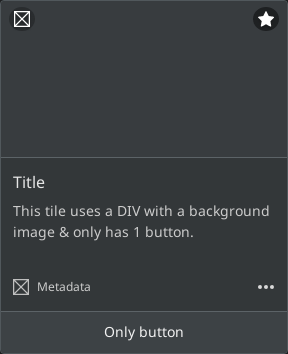 Title
This tile uses a DIV with a background
image & only has 1 button.
Metadata
Only button